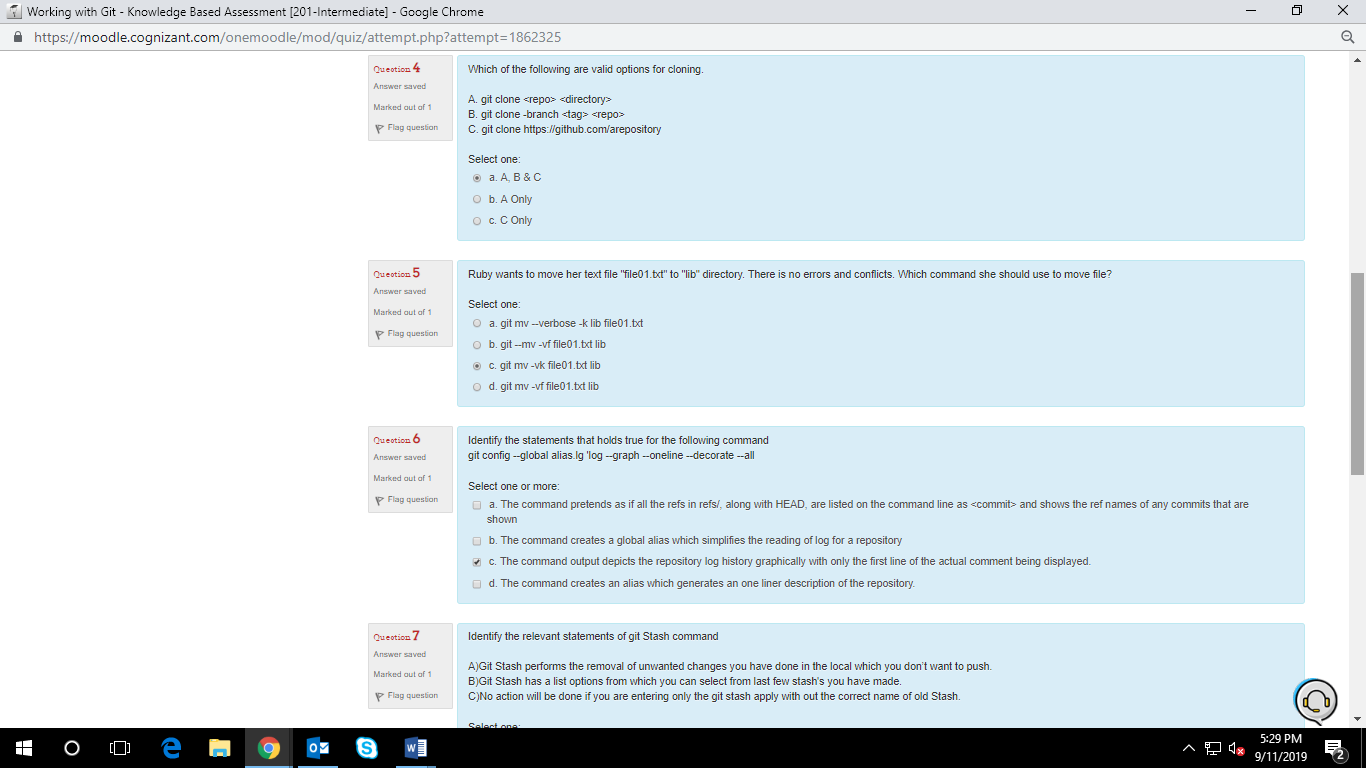 Working with Git - Knowledge Based Assessment [201-Intermediate] - Google Chrome
https://moodle.cognizant.com/onemoodle/mod/quiz/attempt.php?attempt=1862325
Question 4
Answer saved
Marked out of 1
Flag question
Which of the following are valid options for cloning.
A. git clone <repo> <directory>
B. git clone -branch <tag> <repo>
C. git clone https://github.com/arepository
Select one:
a. A, B & C
b. A Only
c. C Only
Question 5
Answer saved
Marked out of 1
Flag question
Ruby wants to move her text file "file01.txt" to "lib" directory. There is no errors and conflicts. Which command she should use to move file?
Select one:
a. git mv --verbose -k lib file01.txt
b. git --mv -vf file01.txt lib
c. git mv -vk file01.txt lib
d. git mv -vf file01.txt lib
Question 6
Answer saved
Marked out of 1
Flag question
Identify the statements that holds true for the following command
git config --global alias.lg 'log --graph --oneline --decorate --all
Select one or more:
a. The command pretends as if all the refs in refs/, along with HEAD, are listed on the command line as <commit> and shows the ref names of any commits that are
shown
b. The command creates a global alias which simplifies the reading of log for a repository
c. The command output depicts the repository log history graphically with only the first line of the actual comment being displayed.
d. The command creates an alias which generates an one liner description of the repository.
Question 7
Answer saved
Marked out of 1
Flag question
Identify the relevant statements of git Stash command
A)Git Stash performs the removal of unwanted changes you have done in the local which you don't want to push.
B)Git Stash has a list options from which you can select from last few stash's you have made.
C)No action will be done if you are entering only the git stash apply with out the correct name of old Stash.
Select one:
5:29 PM
9/11/2019
2